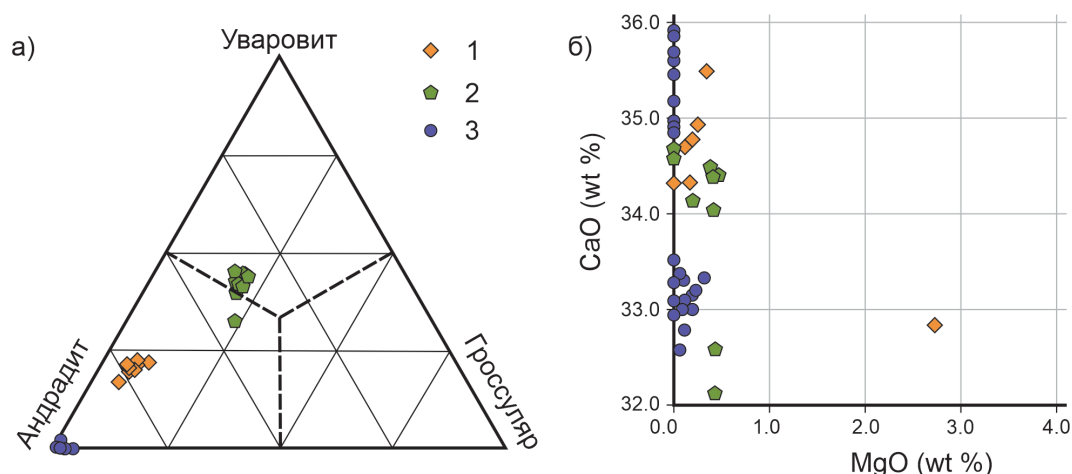 а)
Уваровит
1
2
3
Андрадит
Гроссуляр
б)
CaO (wt %)
36.0
35.0
34.0
33.0
32.0
0.0
1.0
2.0
3.0
4.0
MgO (wt %)